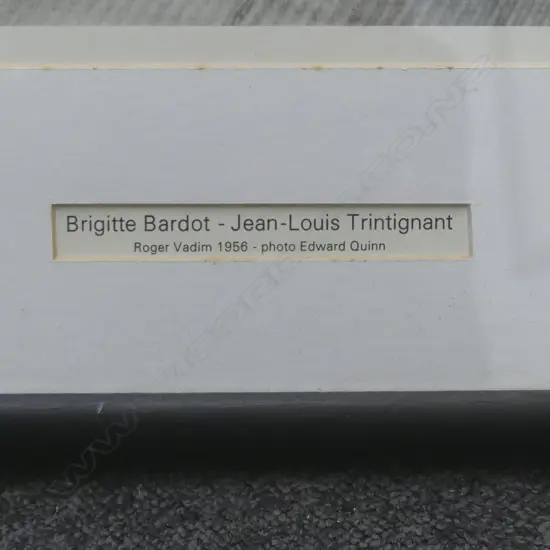 Brigitte Bardot - Jean-Louis Trintignant
Roger Vadim 1956 - photo Edward Quinn